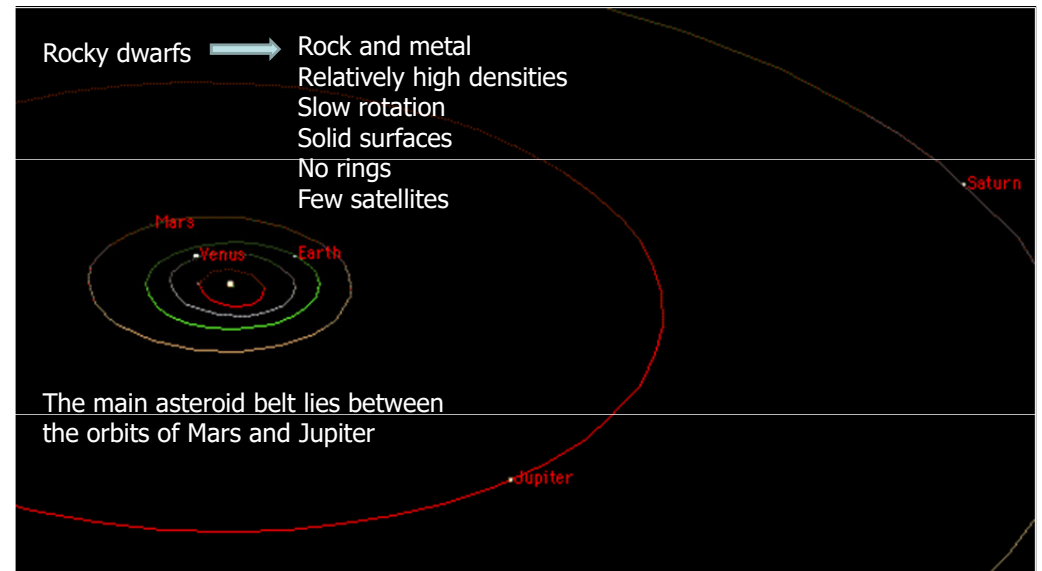 Rocky dwarfs
Rock and metal
Relatively high densities
Slow rotation
Solid surfaces
No rings
Few satellites
Saturn
Mars
Venus
Earth
The main asteroid belt lies between
the orbits of Mars and Jupiter
Jupiter